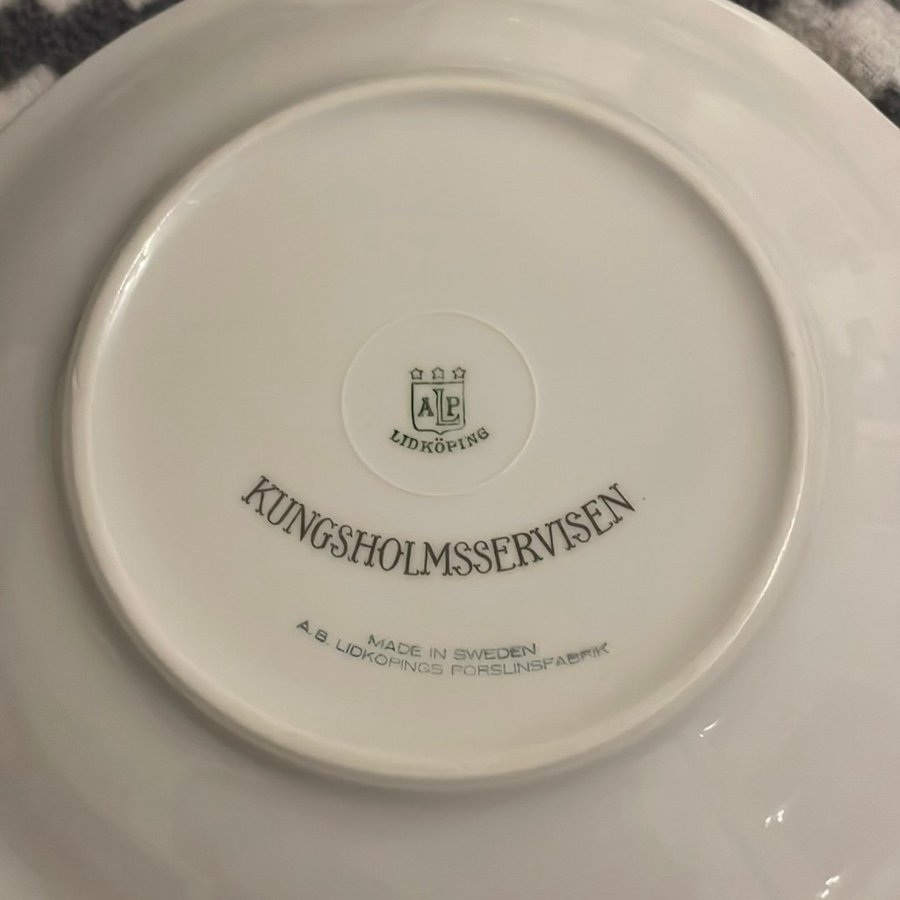 ALP
LIDKÖPING
KUNGSHOLMSSERVISEN
MADE IN SWEDEN
A.B. LIDKÖPINGS PORSLINSFABRIK